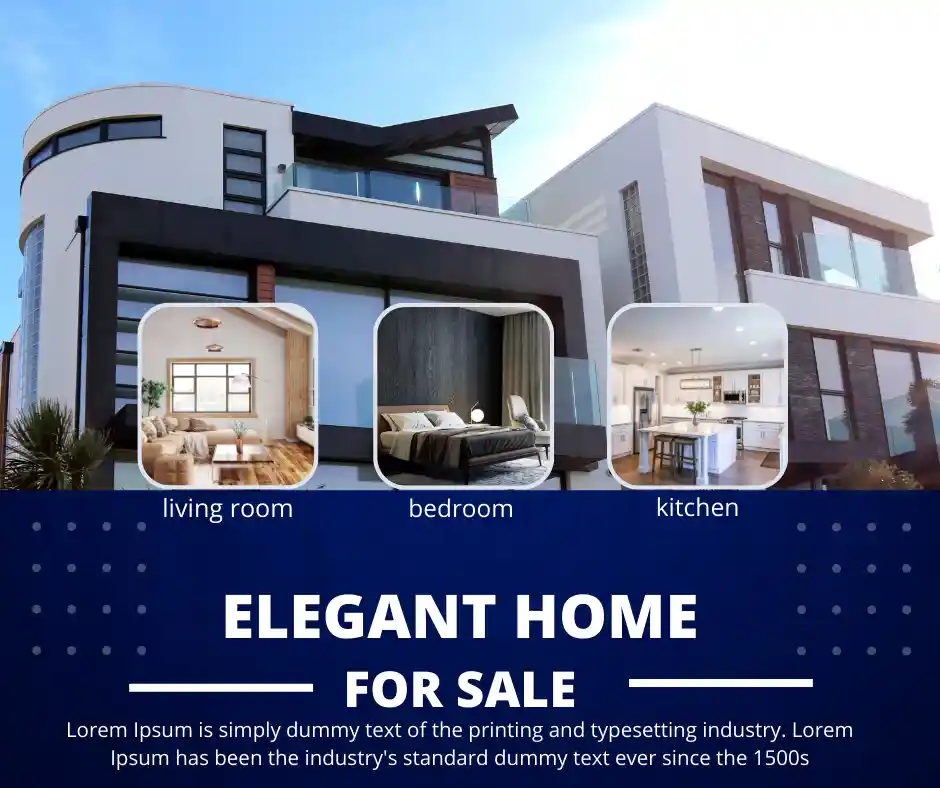 living room
bedroom
kitchen
ELEGANT HOME
FOR SALE
Lorem Ipsum is simply dummy text of the printing and typesetting industry. Lorem
Ipsum has been the industry's standard dummy text ever since the 1500s